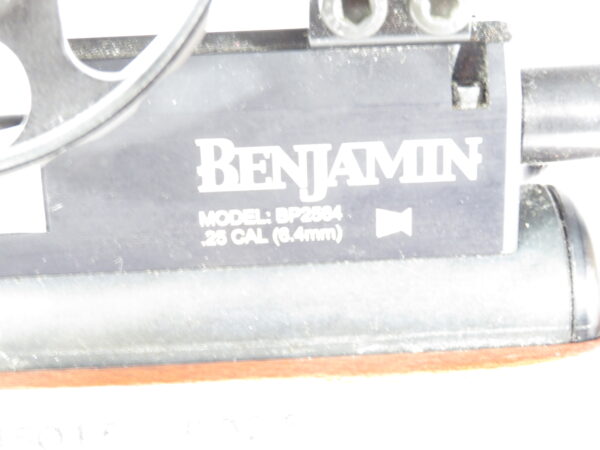 BENJAMIN
MODEL: BP2564
.25 CAL (6.4mm)